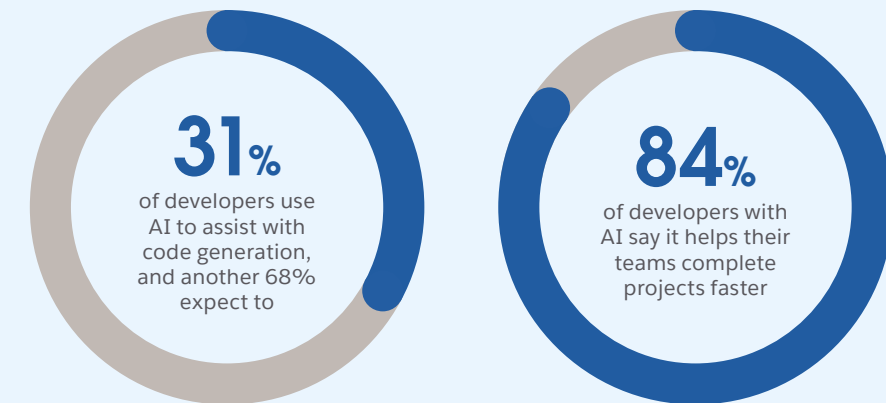 31%
of developers use
AI to assist with
code generation,
and another 68%
expect to
84%
of developers with
AI say it helps their
teams complete
projects faster